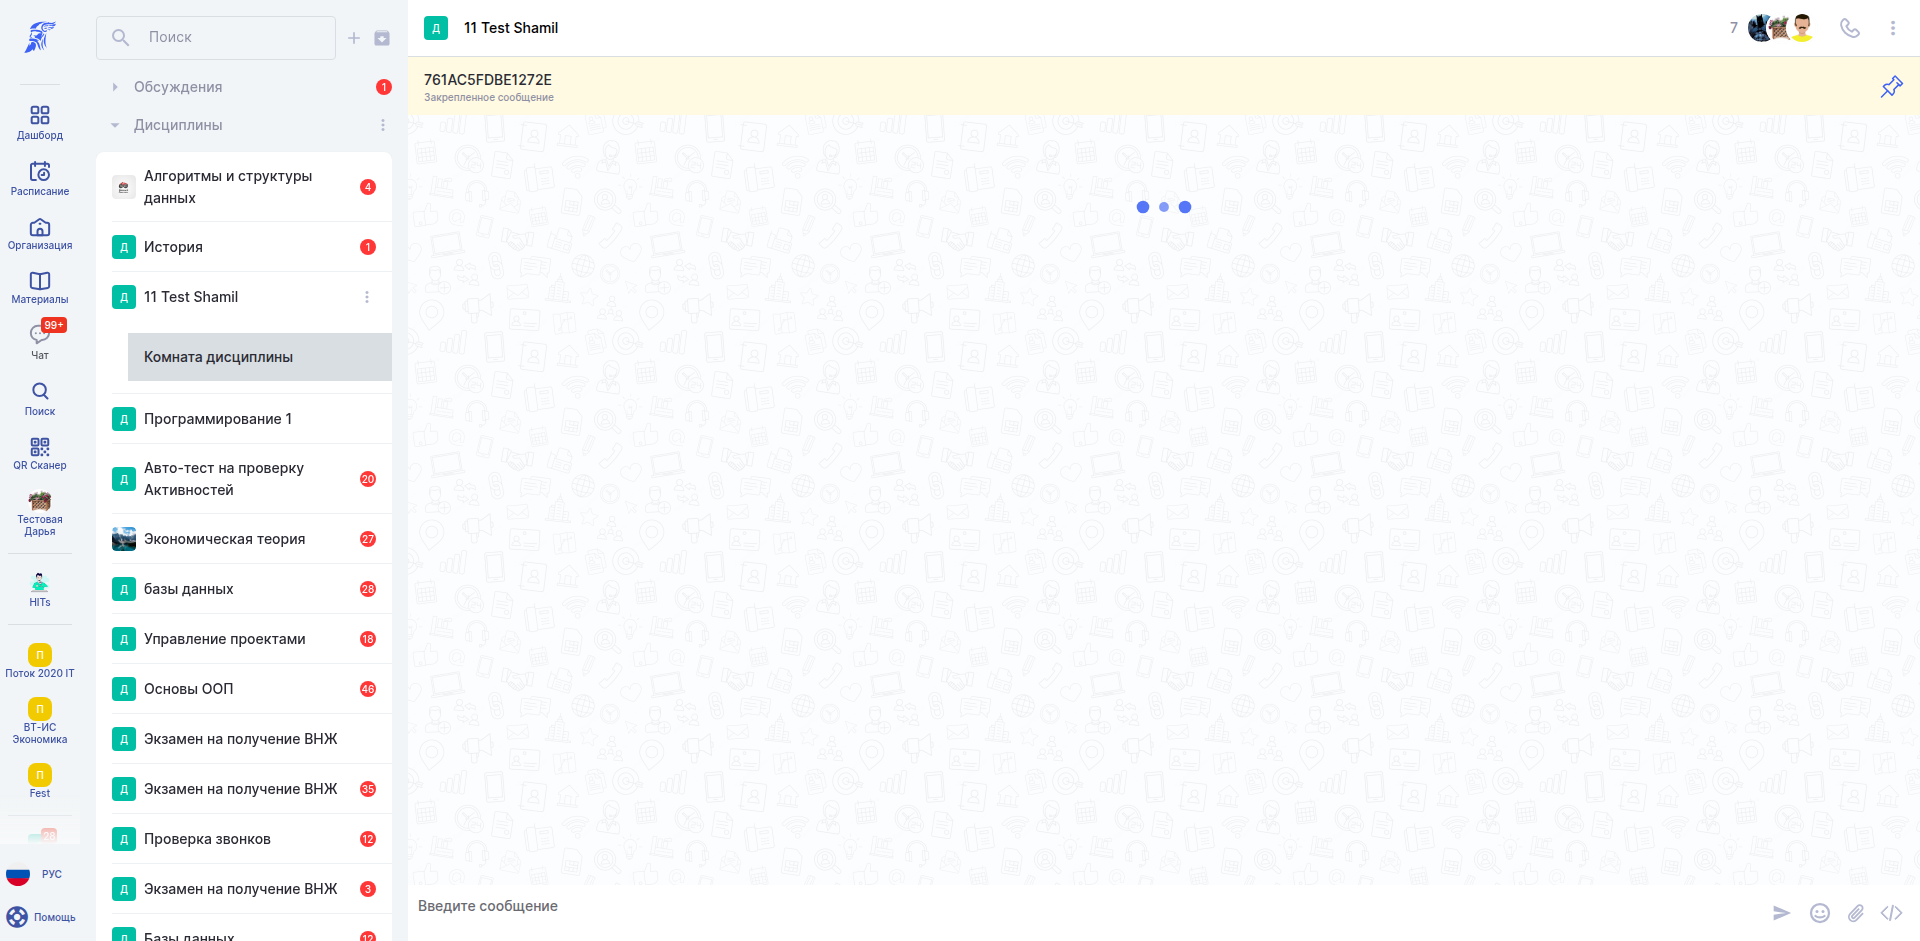 Дашборд
Расписание
Организация
Материалы
99+
Чат
Поиск
QR Сканер
Тестовая
Дарья
HITs
П
Поток 2020 IT
П
ВТ-ИС
Экономика
П
Fest
28
РУС
Помощь
Поиск
Обсуждения
1
Дисциплины
Алгоритмы и структуры
данных
4
Д
История
1
Д
11 Test Shamil
Комната дисциплины
Д
Программирование 1
Д
Авто-тест на проверку
Активностей
20
Экономическая теория
27
Д
базы данных
28
Д
Управление проектами
18
Д
Основы ООП
46
Д
Экзамен на получение ВНЖ
Д
Экзамен на получение ВНЖ
35
Д
Проверка звонков
12
Д
Экзамен на получение ВНЖ
3
Д
Базы данных
12
Д
11 Test Shamil
7
761AC5FDBE1272E
Закрепленное сообщение
Введите сообщение